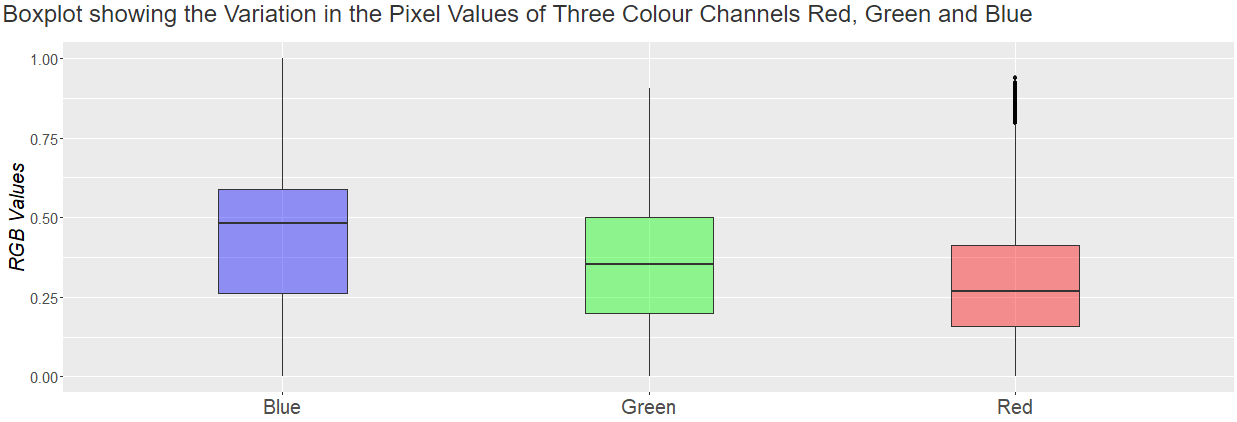 Boxplot showing the Variation in the Pixel Values of Three Colour Channels Red, Green and Blue
RGB Values
1.00
0.75
0.50
0.25
0.00
Blue Green Red